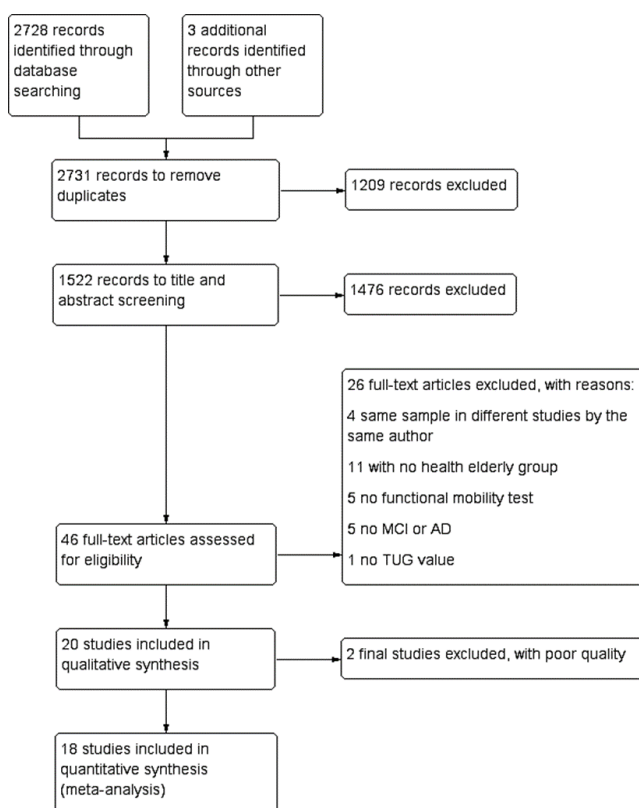 2728 records
identified through
database
searching
3 additional
records identified
through other
sources
2731 records to remove
duplicates
1209 records excluded
1522 records to title and
abstract screening
1476 records excluded
26 full-text articles excluded, with reasons:
4 same sample in different studies by the
same author
11 with no health elderly group
5 no functional mobility test
5 no MCI or AD
1 no TUG value
46 full-text articles assessed
for eligibility
20 studies included in
qualitative synthesis
2 final studies excluded, with poor quality
18 studies included in
quantitative synthesis
(meta-analysis)